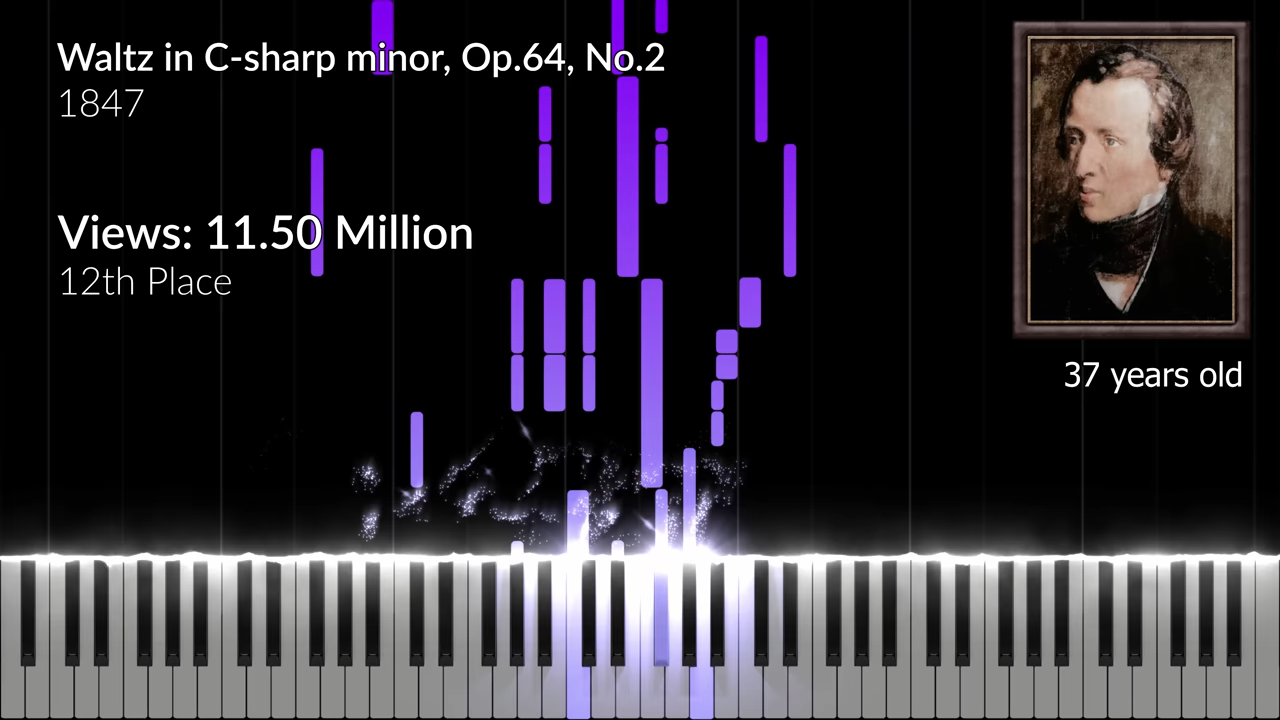 Waltz in C-sharp minor, Op.64, No.2
1847
Views: 11.50 Million
12th Place
37 years old